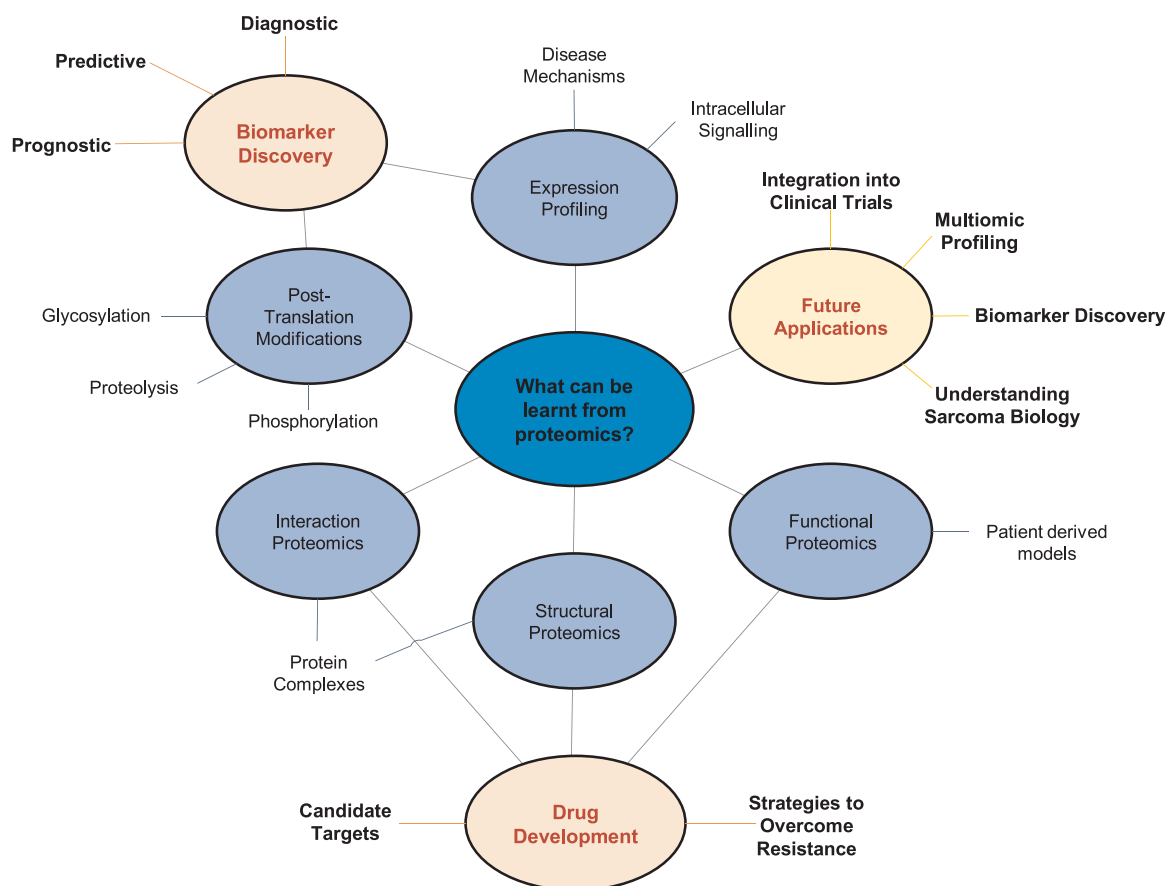 Diagnostic
Predictive
Prognostic
Biomarker
Discovery
Disease
Mechanisms
Intracellular
Signalling
Expression
Profiling
Integration into
Clinical Trials
Multiomic
Profiling
Future
Applications
Biomarker Discovery
Understanding
Sarcoma Biology
Post-
Translation
Modifications
Glycosylation
Proteolysis
Phosphorylation
What can be
learnt from
proteomics?
Interaction
Proteomics
Functional
Proteomics
Patient derived
models
Structural
Proteomics
Protein
Complexes
Candidate
Targets
Drug
Development
Strategies to
Overcome
Resistance